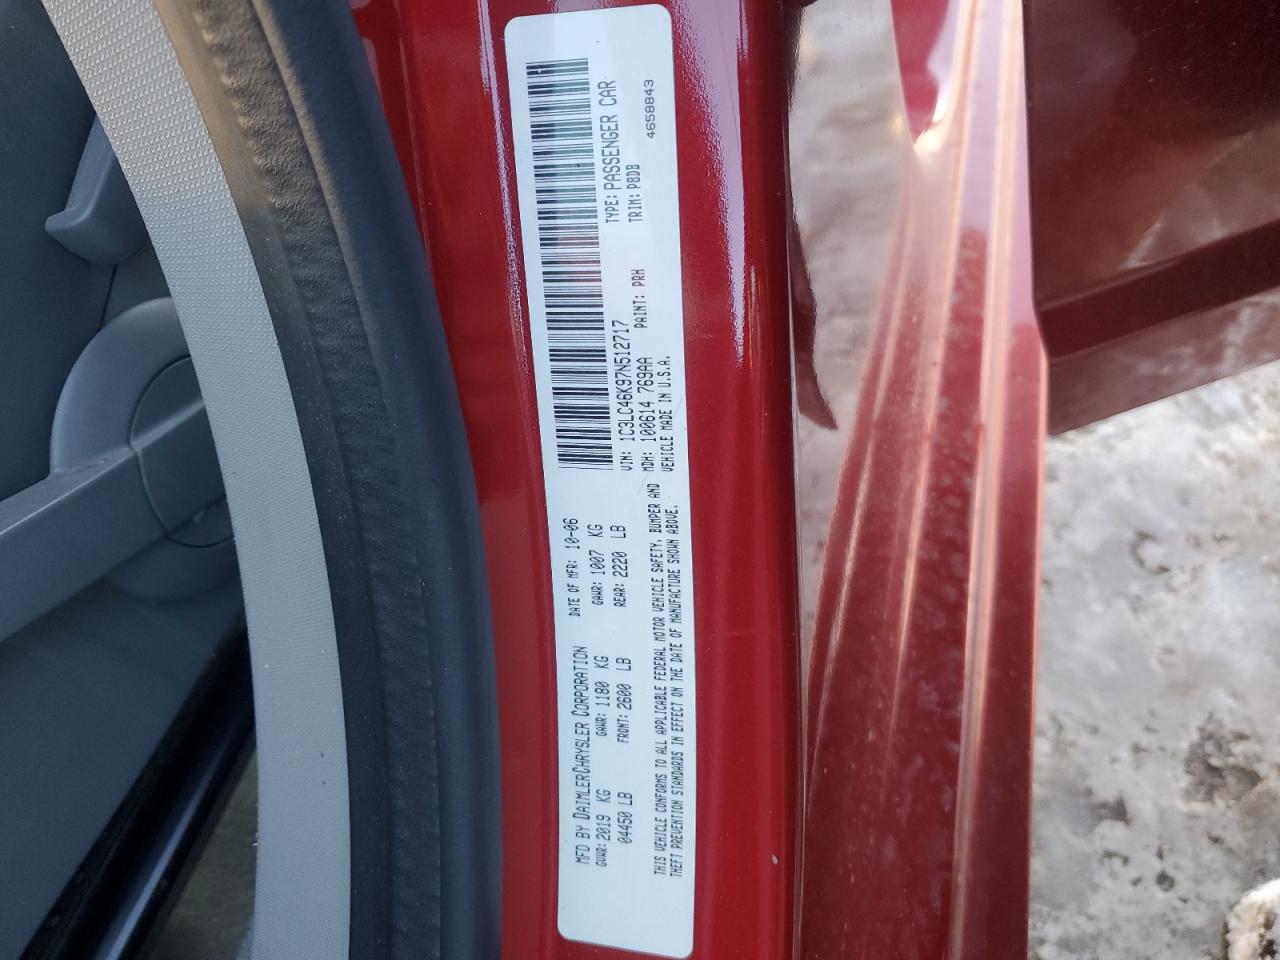 MFD BY DAIMLERCHRYSLER CORPORATION DATE OF MFR: 10-06
GVWR: 2019 KG GAWR: 1180 KG GAWR: 1007 KG
04450 LB FRONT: 2600 LB REAR: 2220 LB
THIS VEHICLE CONFORMS TO ALL APPLICABLE FEDERAL MOTOR VEHICLE SAFETY, BUMPER AND
THEFT PREVENTION STANDARDS IN EFFECT ON THE DATE OF MANUFACTURE SHOWN ABOVE.
VIN: 1C3LC46K97N512717 TYPE: PASSENGER CAR
MDH: 100614 769AA PAINT: PRH TRIM: P8DB
VEHICLE MADE IN U.S.A. 4658843